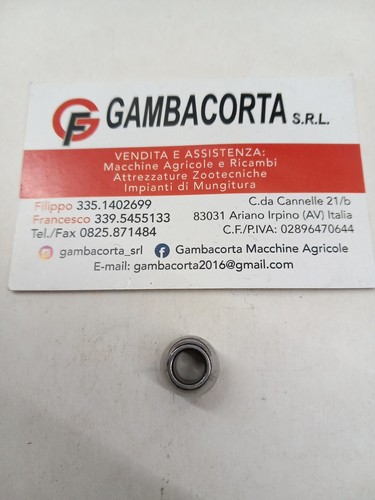 GF GAMBACORTA S.R.L.
VENDITA E ASSISTENZA:
Macchine Agricole e Ricambi
Attrezzature Zootecniche
Impianti di Mungitura
Filippo 335.1402699
Francesco 339.5455133
Tel./Fax 0825.871484
C.da Cannelle 21/b
83031 Ariano Irpino (AV) Italia
C.F./P.IVA: 02896470644
gambacorta_srl
f Gambacorta Macchine Agricole
E-mail: gambacorta2016@gmail.com